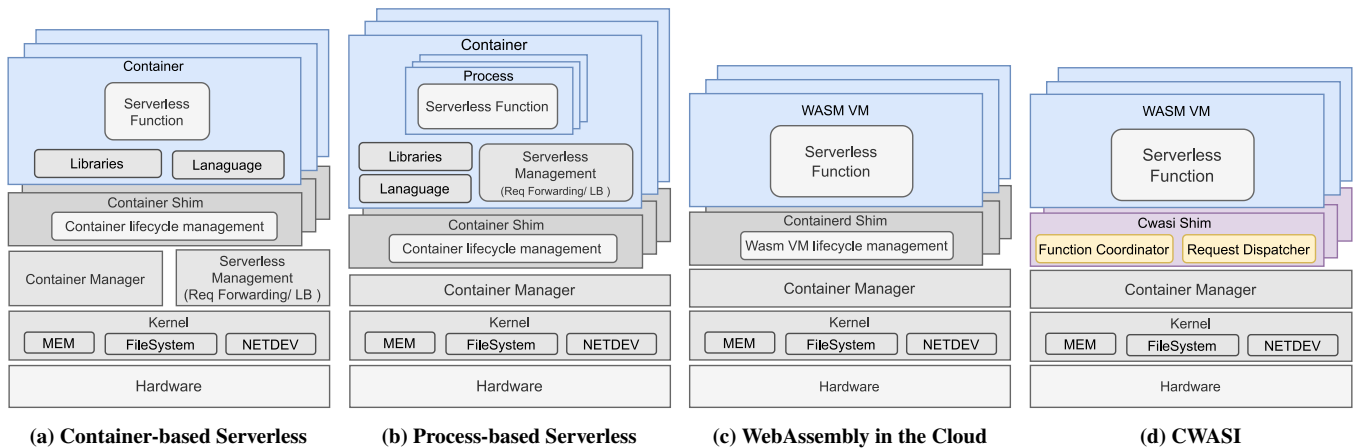 Container
Serverless
Function
Libraries
Lanaguage
Container Shim
Container lifecycle management
Container Manager
Serverless
Management
(Req Forwarding/ LB )
Kernel
MEM
FileSystem
NETDEV
Hardware
(a) Container-based Serverless
Container
Process
Serverless Function
Libraries
Lanaguage
Serverless
Management
(Req Forwarding/ LB )
Container Shim
Container lifecycle management
Container Manager
Kernel
MEM
FileSystem
NETDEV
Hardware
(b) Process-based Serverless
WASM VM
Serverless
Function
Containerd Shim
Wasm VM lifecycle management
Container Manager
Kernel
MEM
FileSystem
NETDEV
Hardware
(c) WebAssembly in the Cloud
WASM VM
Serverless
Function
Cwasi Shim
Function Coordinator
Request Dispatcher
Container Manager
Kernel
MEM
FileSystem
NETDEV
Hardware
(d) CWASI